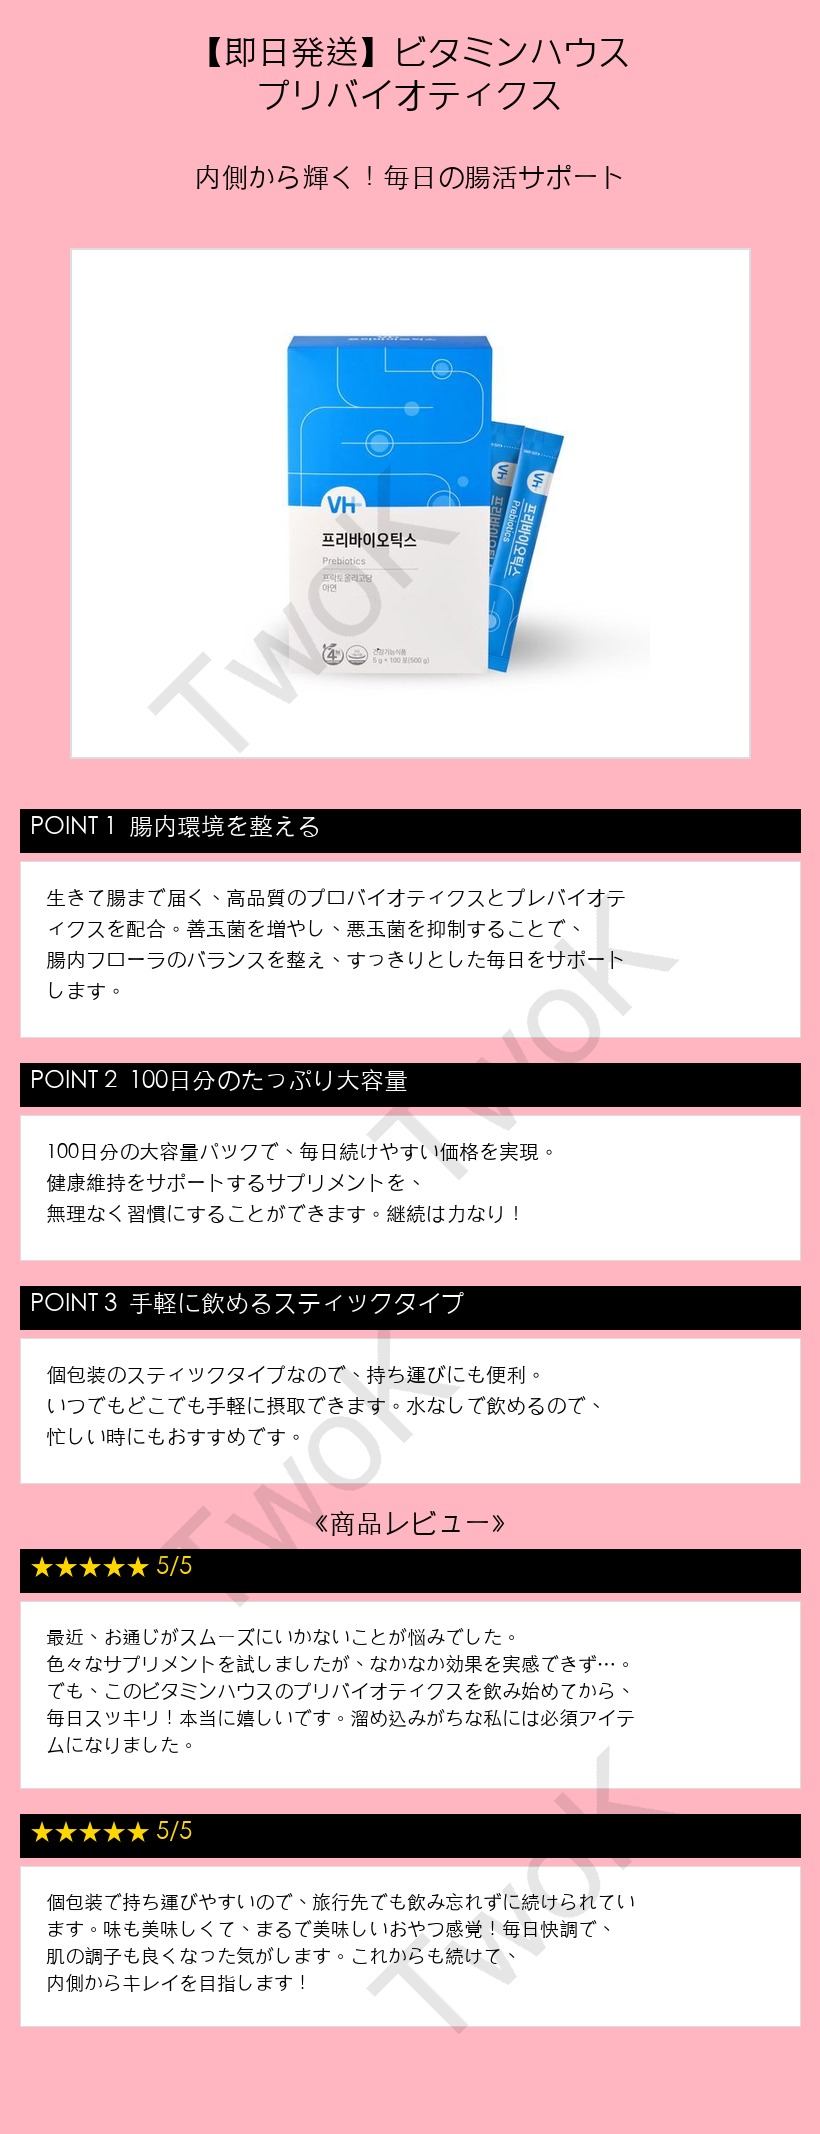 【即日発送】ビタミンハウス
プリバイオティクス
内側から輝く！毎日の腸活サポート
VH
프리바이오틱스
Prebiotics
프락토올리고당
아연
건강기능식품
5 g × 100 포(500 g)
VH
프리바이오틱스
Prebiotics
VH
TwoK
POINT 1 腸内環境を整える
生きて腸まで届く、高品質のプロバイオティクスとプレバイオテ
ィクスを配合。善玉菌を増やし、悪玉菌を抑制することで、
腸内フローラのバランスを整え、すっきりとした毎日をサポート
します。
TwoK
POINT 2 100日分のたっぷり大容量
100日分の大容量パックで、毎日続けやすい価格を実現。
健康維持をサポートするサプリメントを、
無理なく習慣にすることができます。継続は力なり！
POINT 3 手軽に飲めるスティックタイプ
個包装のスティックタイプなので、持ち運びにも便利。
いつでもどこでも手軽に摂取できます。水なしで飲めるので、
忙しい時にもおすすめです。
TwoK
《商品レビュー》
★★★★★ 5/5
最近、お通じがスムーズにいかないことが悩みでした。
色々なサプリメントを試しましたが、なかなか効果を実感できず…。
でも、このビタミンハウスのプリバイオティクスを飲み始めてから、
毎日スッキリ！本当に嬉しいです。溜め込みがちな私には必須アイテ
ムになりました。
★★★★★ 5/5
個包装で持ち運びやすいので、旅行先でも飲み忘れずに続けられてい
ます。味も美味しくて、まるで美味しいおやつ感覚！毎日快調で、
肌の調子も良くなった気がします。これからも続けて、
内側からキレイを目指します！
TwoK